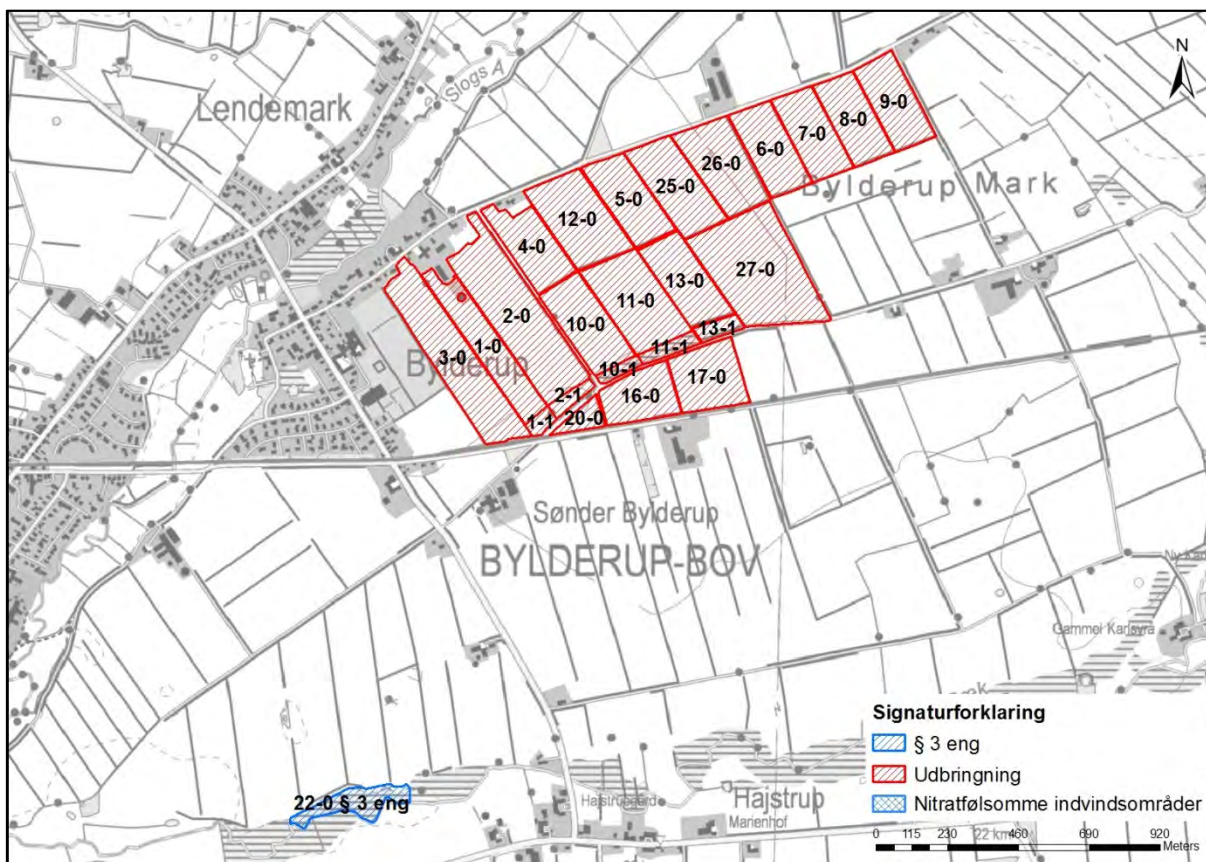 N
Slogs Å
Lendemark
9-0
8-0
7-0
6-0
26-0
25-0
5-0
12-0
4-0
Bylderup Mark
27-0
13-0
11-0
10-0
2-0
1-0
3-0
Bylderup
13-1
11-1
10-1
17-0
16-0
2-1
20-0
1-1
Sønder Bylderup
BYLDERUP-BOV
Gammel Karlsvra
22-0 § 3 eng
Hajstrupgård
Hajstrup
Marienhof
22 km
Signaturforklaring
§ 3 eng
Udbringning
Nitratfølsomme indvindsområder
0 115 230 460 690 920
Meters